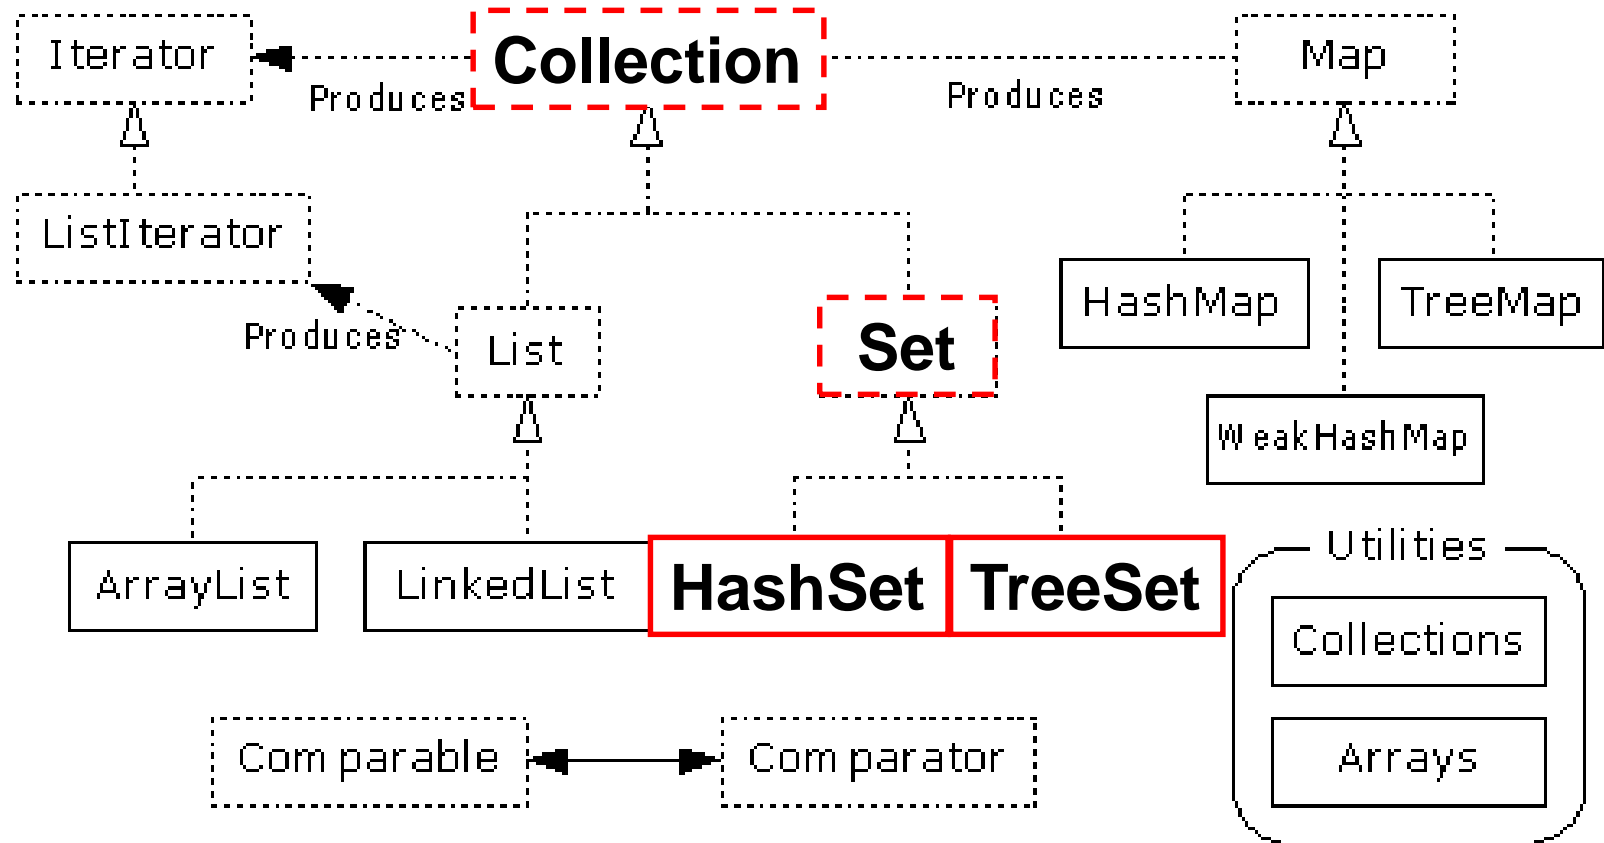 Iterator
Collection
Map
Produces
Produces
ListIterator
HashMap
TreeMap
Produces
List
Set
WeakHashMap
ArrayList
LinkedList
HashSet
TreeSet
Utilities
Collections
Arrays
Comparable
Comparator